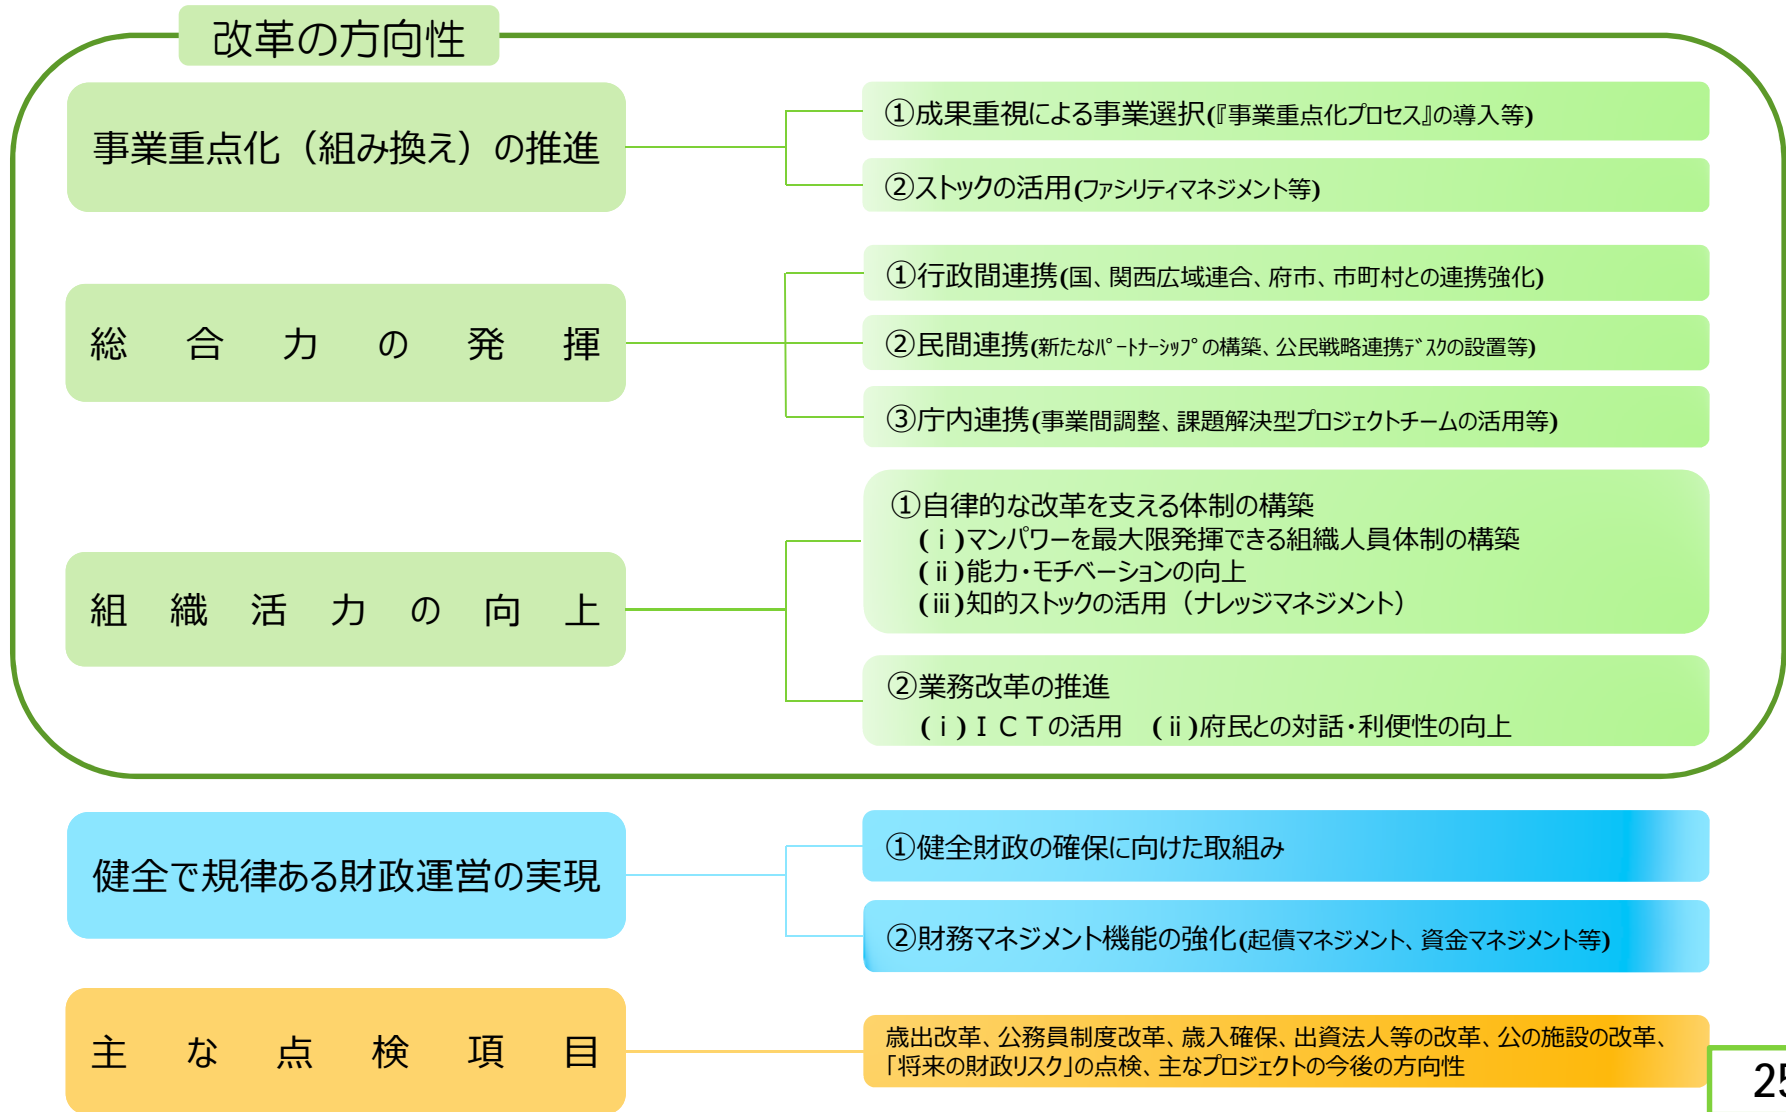 改革の方向性
事業重点化（組み換え）の推進
①成果重視による事業選択(『事業重点化プロセス』の導入等)
②ストックの活用(ファシリティマネジメント等)
総合力の発揮
①行政間連携(国、関西広域連合、府市、市町村との連携強化)
②民間連携(新たなﾊﾟｰﾄﾅｰｼｯﾌﾟの構築、公民戦略連携ﾃﾞｽｸの設置等)
③庁内連携(事業間調整、課題解決型プロジェクトチームの活用等)
組織活力の向上
①自律的な改革を支える体制の構築
(ⅰ)マンパワーを最大限発揮できる組織人員体制の構築
(ⅱ)能力・モチベーションの向上
(ⅲ)知的ストックの活用（ナレッジマネジメント）
②業務改革の推進
(ⅰ)ＩＣＴの活用　(ⅱ)府民との対話・利便性の向上
健全で規律ある財政運営の実現
①健全財政の確保に向けた取組み
②財務マネジメント機能の強化(起債マネジメント、資金マネジメント等)
主な点検項目
歳出改革、公務員制度改革、歳入確保、出資法人等の改革、公の施設の改革、
「将来の財政リスク」の点検、主なプロジェクトの今後の方向性
25